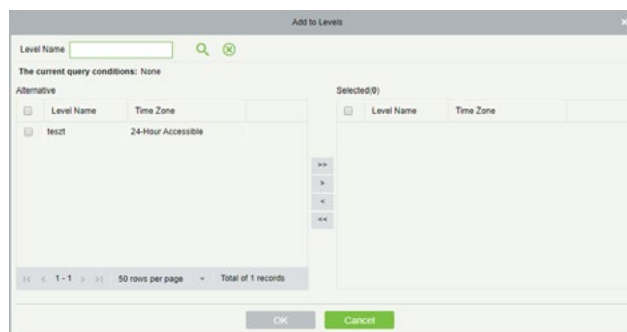 Add to Levels
Level Name
The current query conditions: None
Alternative
Selected(0)
Level Name Time Zone
Level Name Time Zone
teszt 24-Hour Accessible
>>
>
<
<<
1 - 1 50 rows per page Total of 1 records
OK Cancel